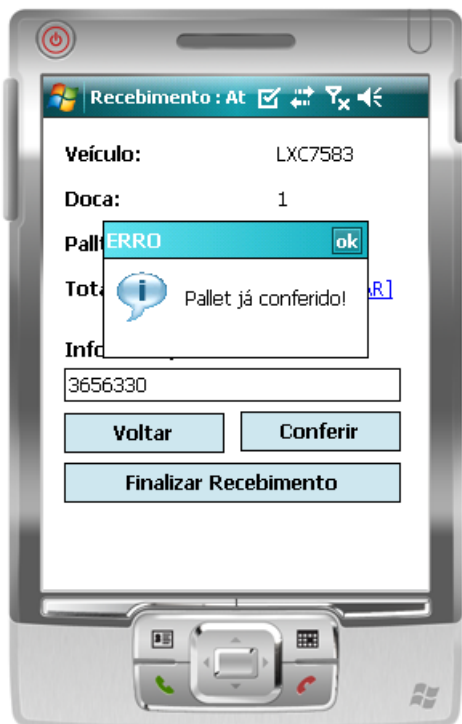 Recebimento : At
Veículo: LXC7583
Doca: 1
ERRO ok
Pallet já conferido!
3656330
Voltar Conferir
Finalizar Recebimento